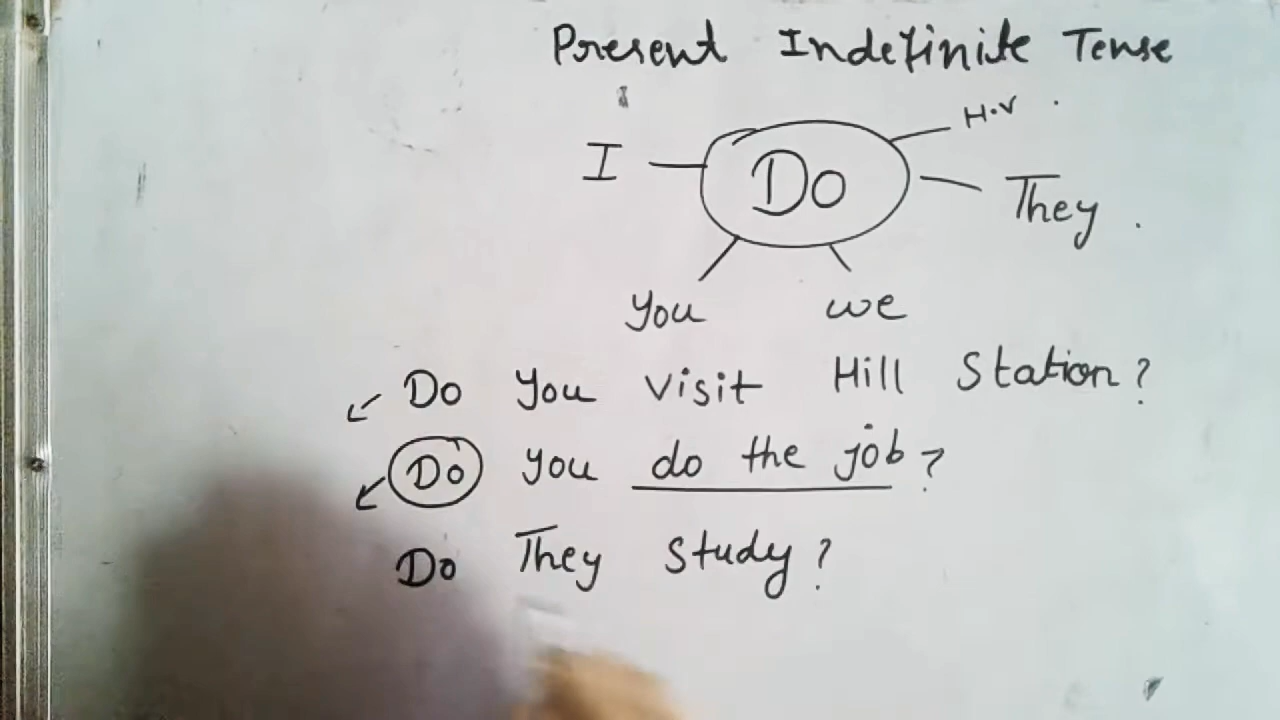 Present Indefinite Tense
H.V
I Do They
You we
Do you visit Hill Station?
Do you do the job?
Do They study?